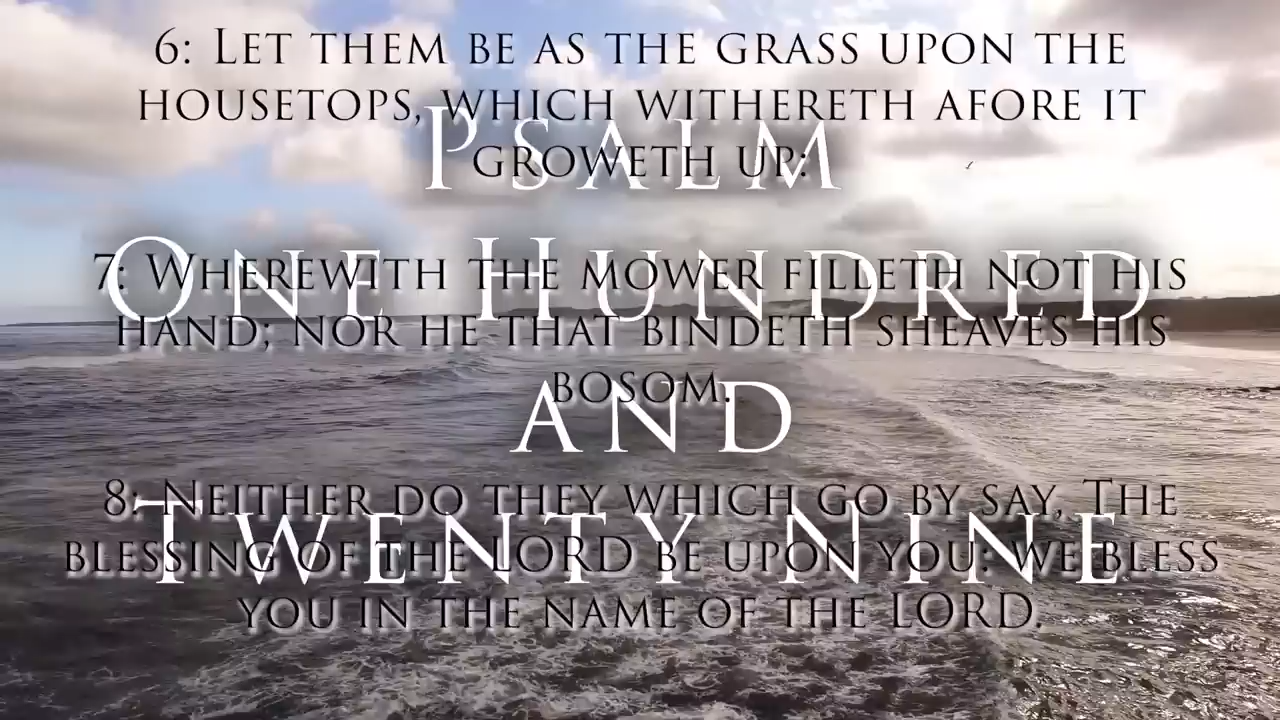 6: Let them be as the grass upon the
housetops, which withereth afore it
groweth up:
7: Wherewith the mower filleth not his
hand; nor he that bindeth sheaves his
bosom.
8: Neither do they which go by say, The
blessing of the LORD be upon you: we bless
you in the name of the LORD.
Psalm
One Hundred
and
Twenty Nine